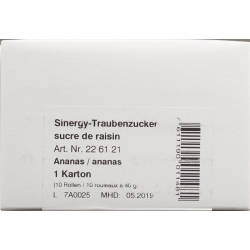 Sinergy-Traubenzucker
sucre de raisin
Art. Nr. 22 61 21
Ananas / ananas
1 Karton
(10 Rollen / 10 rouleaux à 40 g)
L 7A0025 MHD: 05.2019